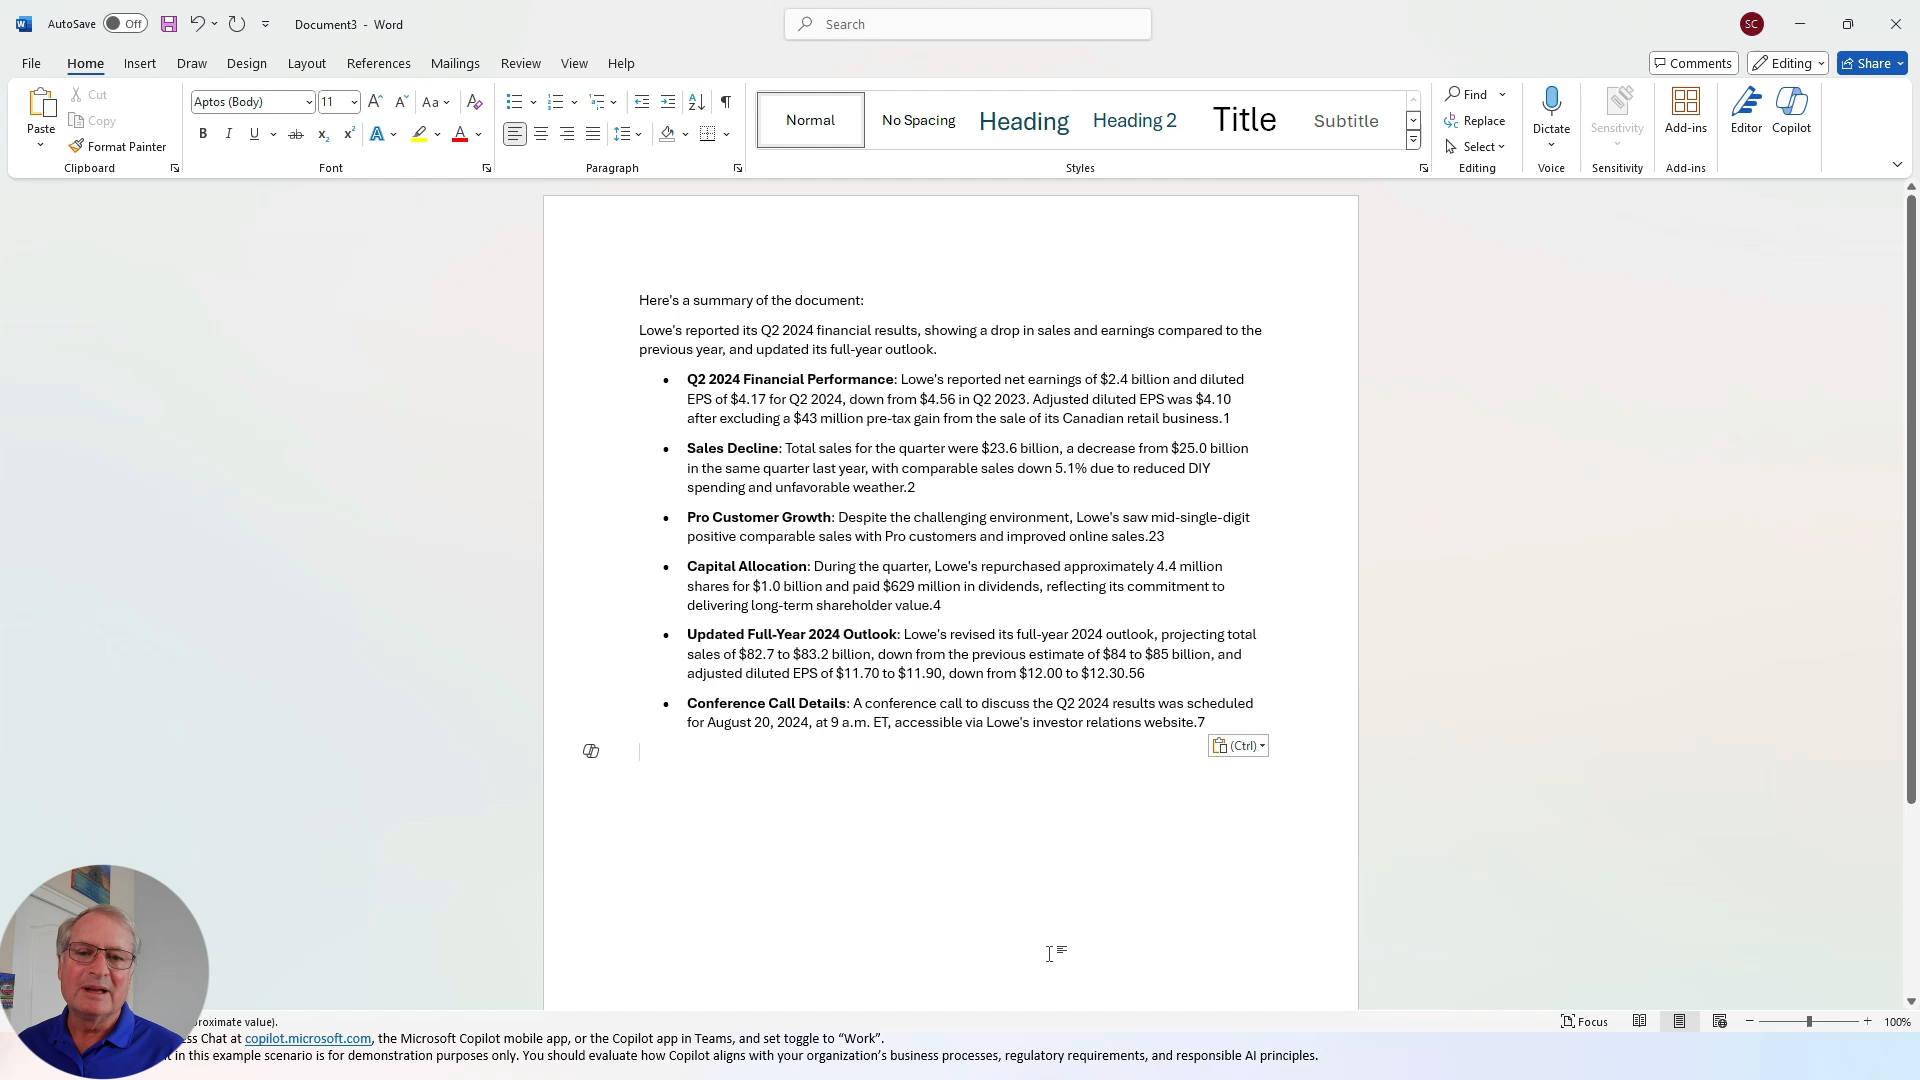 AutoSave Off Document3 - Word Search SC
File Home Insert Draw Design Layout References Mailings Review View Help Comments Editing Share
Paste Cut Copy Format Painter Clipboard
Aptos (Body) 11 Aa Font
Paragraph
Normal No Spacing Heading Heading 2 Title Subtitle Styles
Find Replace Select Editing
Dictate Voice
Sensitivity Sensitivity
Add-ins Add-ins
Editor Copilot
Here's a summary of the document:
Lowe's reported its Q2 2024 financial results, showing a drop in sales and earnings compared to the
previous year, and updated its full-year outlook.
• Q2 2024 Financial Performance: Lowe's reported net earnings of $2.4 billion and diluted
EPS of $4.17 for Q2 2024, down from $4.56 in Q2 2023. Adjusted diluted EPS was $4.10
after excluding a $43 million pre-tax gain from the sale of its Canadian retail business.1
• Sales Decline: Total sales for the quarter were $23.6 billion, a decrease from $25.0 billion
in the same quarter last year, with comparable sales down 5.1% due to reduced DIY
spending and unfavorable weather.2
• Pro Customer Growth: Despite the challenging environment, Lowe's saw mid-single-digit
positive comparable sales with Pro customers and improved online sales.23
• Capital Allocation: During the quarter, Lowe's repurchased approximately 4.4 million
shares for $1.0 billion and paid $629 million in dividends, reflecting its commitment to
delivering long-term shareholder value.4
• Updated Full-Year 2024 Outlook: Lowe's revised its full-year 2024 outlook, projecting total
sales of $82.7 to $83.2 billion, down from the previous estimate of $84 to $85 billion, and
adjusted diluted EPS of $11.70 to $11.90, down from $12.00 to $12.30.56
• Conference Call Details: A conference call to discuss the Q2 2024 results was scheduled
for August 20, 2024, at 9 a.m. ET, accessible via Lowe's investor relations website.7
(Ctrl)
roximate value). Focus 100%
ss Chat at copilot.microsoft.com, the Microsoft Copilot mobile app, or the Copilot app in Teams, and set toggle to “Work”.
t in this example scenario is for demonstration purposes only. You should evaluate how Copilot aligns with your organization’s business processes, regulatory requirements, and responsible AI principles.